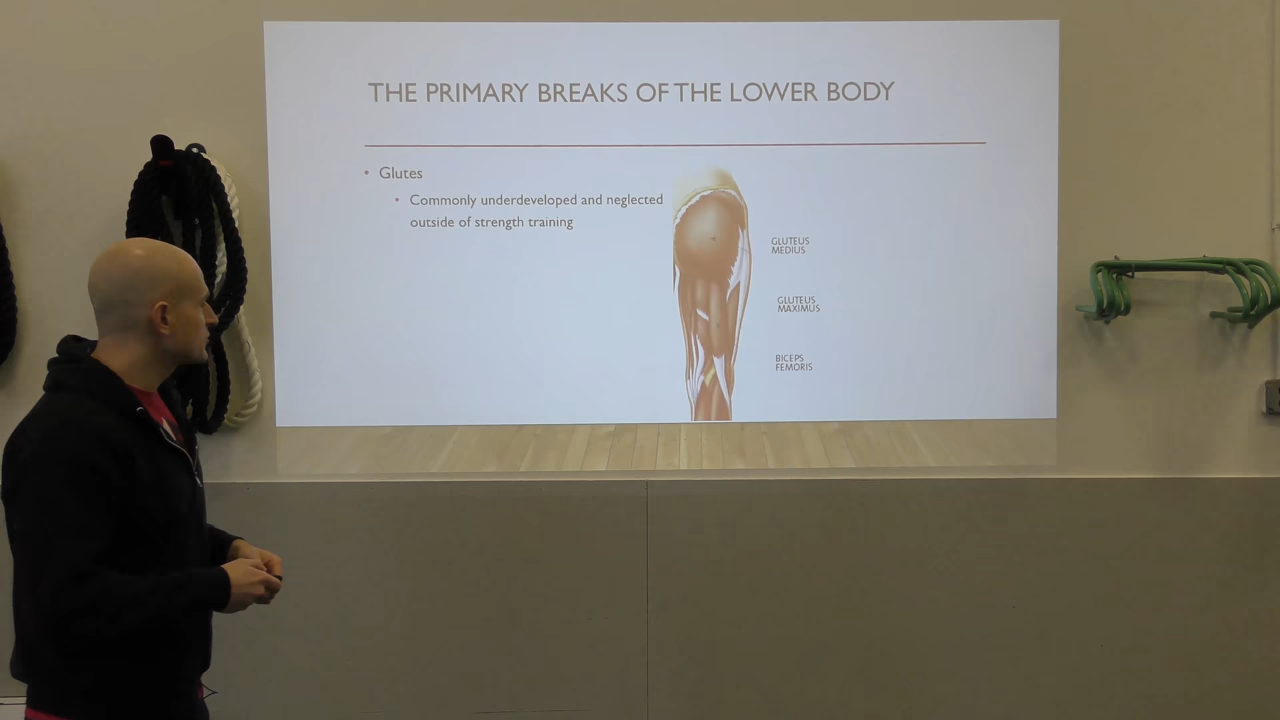 THE PRIMARY BREAKS OF THE LOWER BODY
• Glutes
• Commonly underdeveloped and neglected
outside of strength training
GLUTEUS
MEDIUS
GLUTEUS
MAXIMUS
BICEPS
FEMORIS